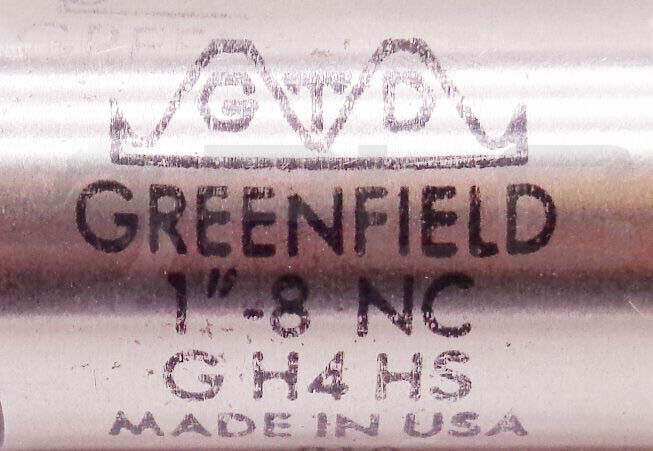 GTD
GREENFIELD
1"-8 NC
G H4 HS
MADE IN USA